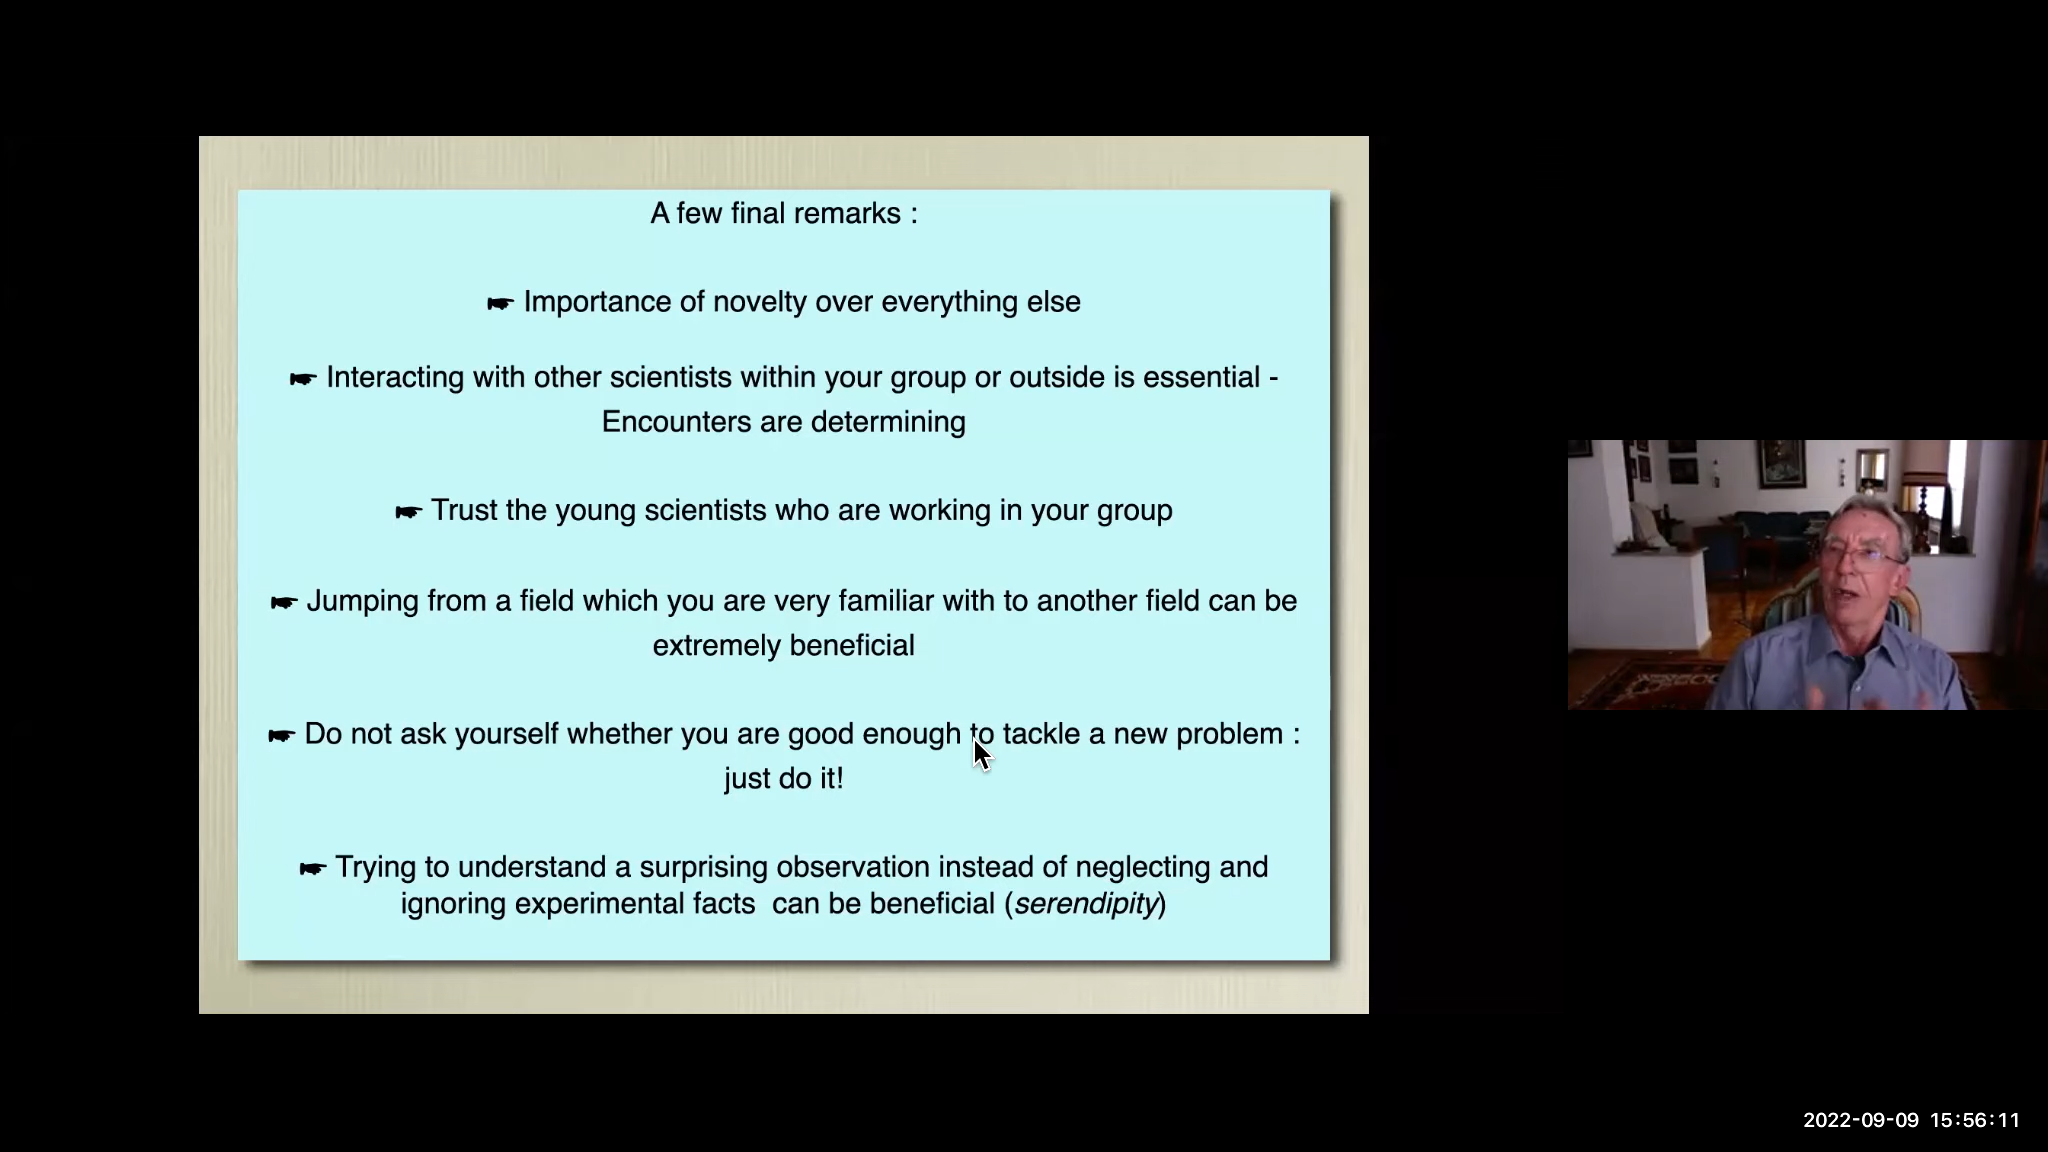 A few final remarks :
☛ Importance of novelty over everything else
☛ Interacting with other scientists within your group or outside is essential -
Encounters are determining
☛ Trust the young scientists who are working in your group
☛ Jumping from a field which you are very familiar with to another field can be
extremely beneficial
☛ Do not ask yourself whether you are good enough to tackle a new problem :
just do it!
☛ Trying to understand a surprising observation instead of neglecting and
ignoring experimental facts  can be beneficial (serendipity)
2022-09-09 15:56:11